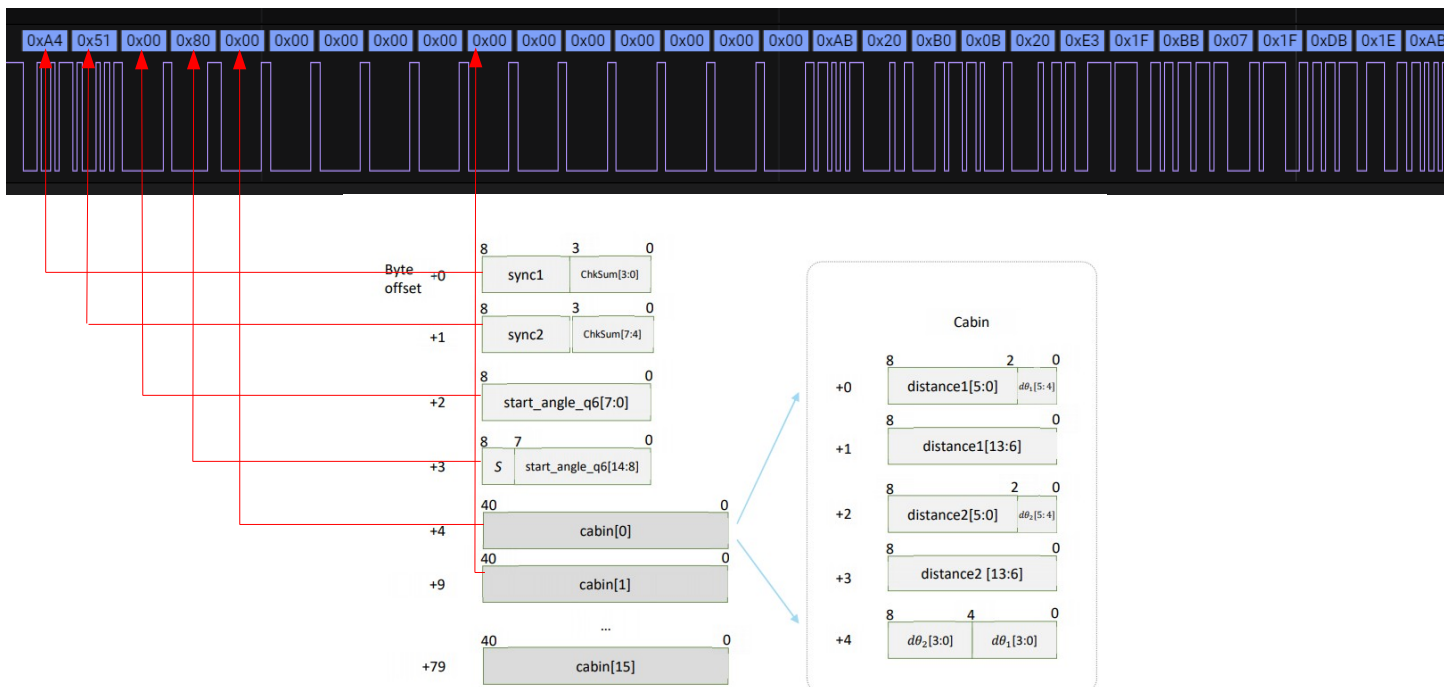 0xA4 0x51 0x00 0x80 0x00 0x00 0x00 0x00 0x00 0x00 0x00 0x00 0x00 0x00 0x00 0x00 0xAB 0x20 0xB0 0x0B 0x20 0xE3 0x1F 0xBB 0x07 0x1F 0xDB 0x1E 0xAB
8 3 0
Byte offset
+0 sync1 ChkSum[3:0]
8 3 0
+1 sync2 ChkSum[7:4]
8 0
+2 start_angle_q6[7:0]
8 7 0
+3 S start_angle_q6[14:8]
40 0
+4 cabin[0]
40 0
+9 cabin[1]
...
40 0
+79 cabin[15]
Cabin
8 2 0
+0 distance1[5:0] dθ₁[5:4]
8 0
+1 distance1[13:6]
8 2 0
+2 distance2[5:0] dθ₂[5:4]
8 0
+3 distance2 [13:6]
8 4 0
+4 dθ₂[3:0] dθ₁[3:0]